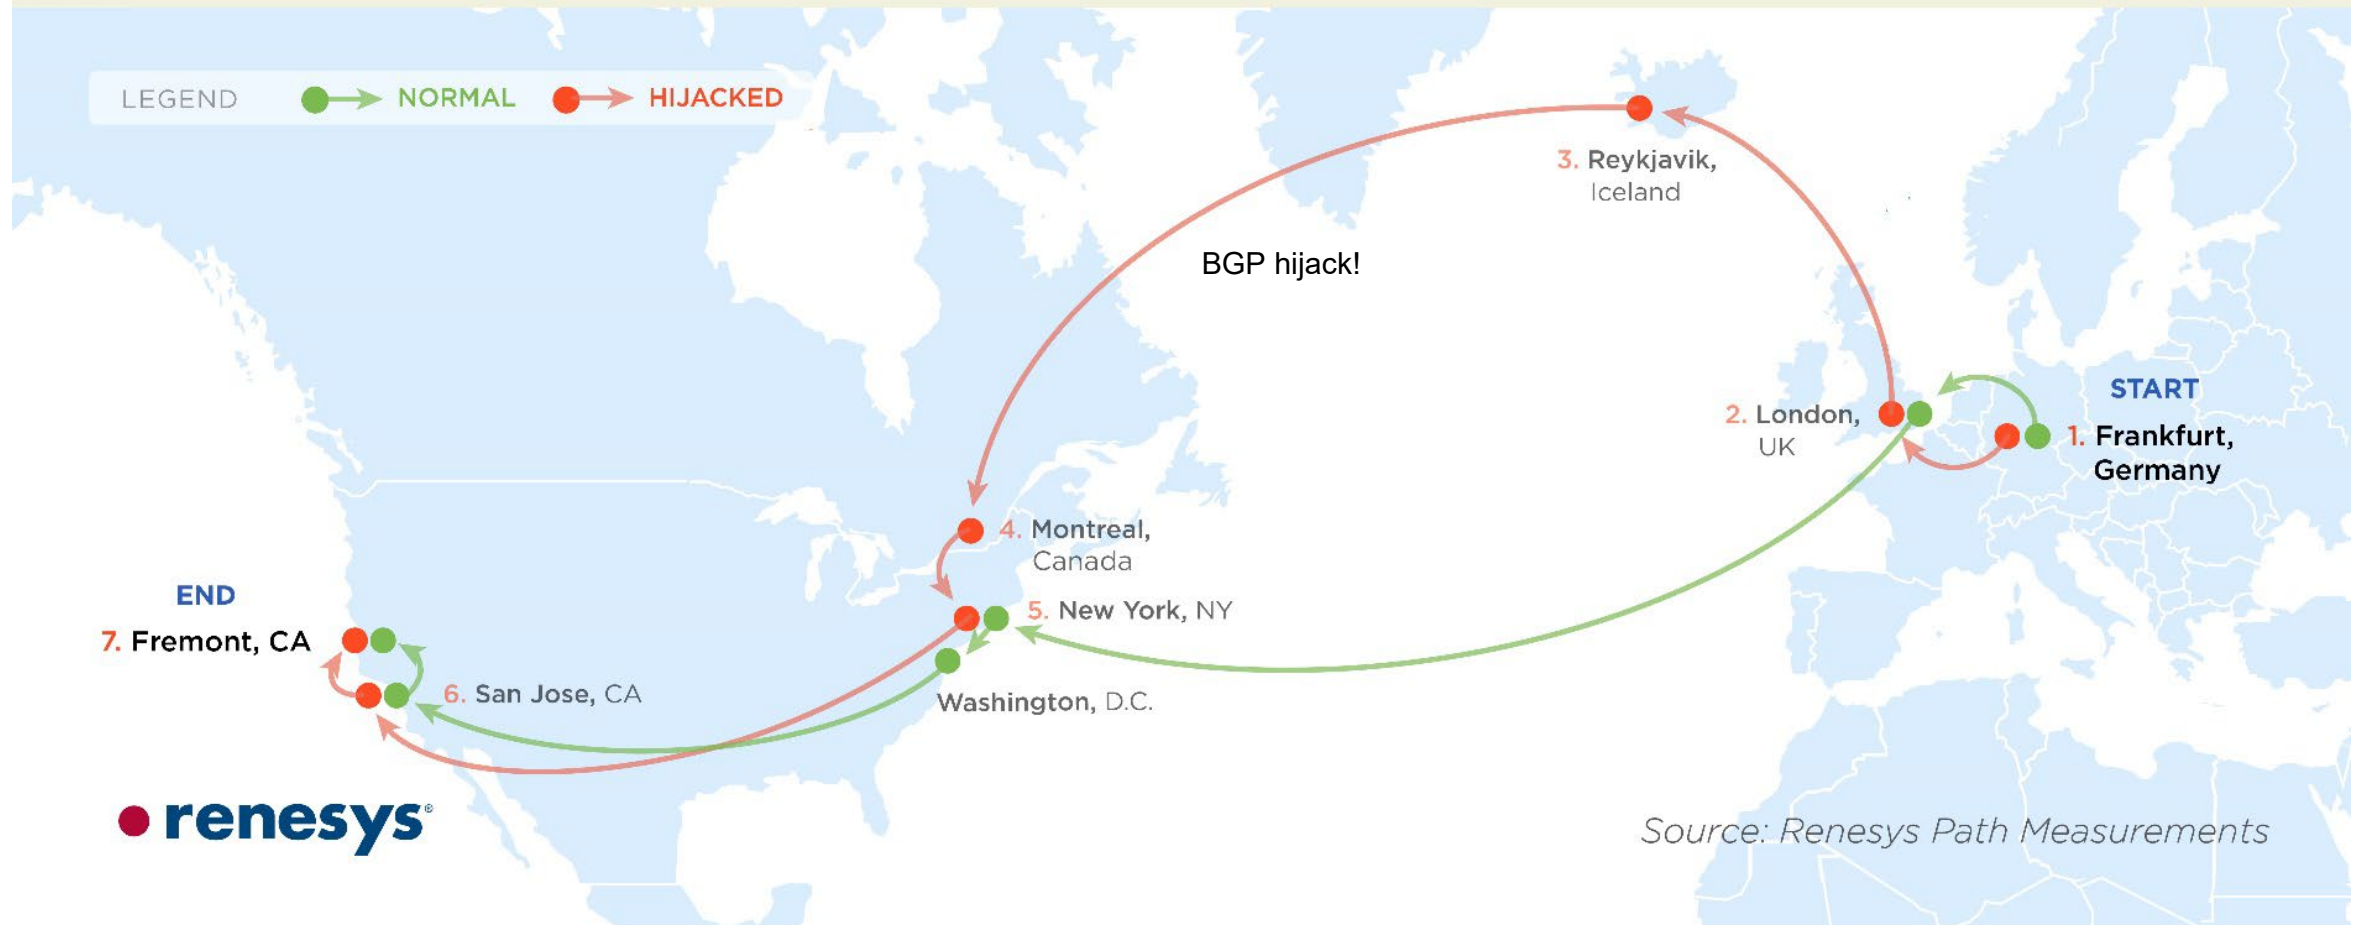 LEGEND NORMAL HIJACKED
3. Reykjavik,
Iceland
BGP hijack!
START
2. London,
UK
1. Frankfurt,
Germany
4. Montreal,
Canada
END
5. New York, NY
7. Fremont, CA
6. San Jose, CA
Washington, D.C.
renesys®
Source: Renesys Path Measurements